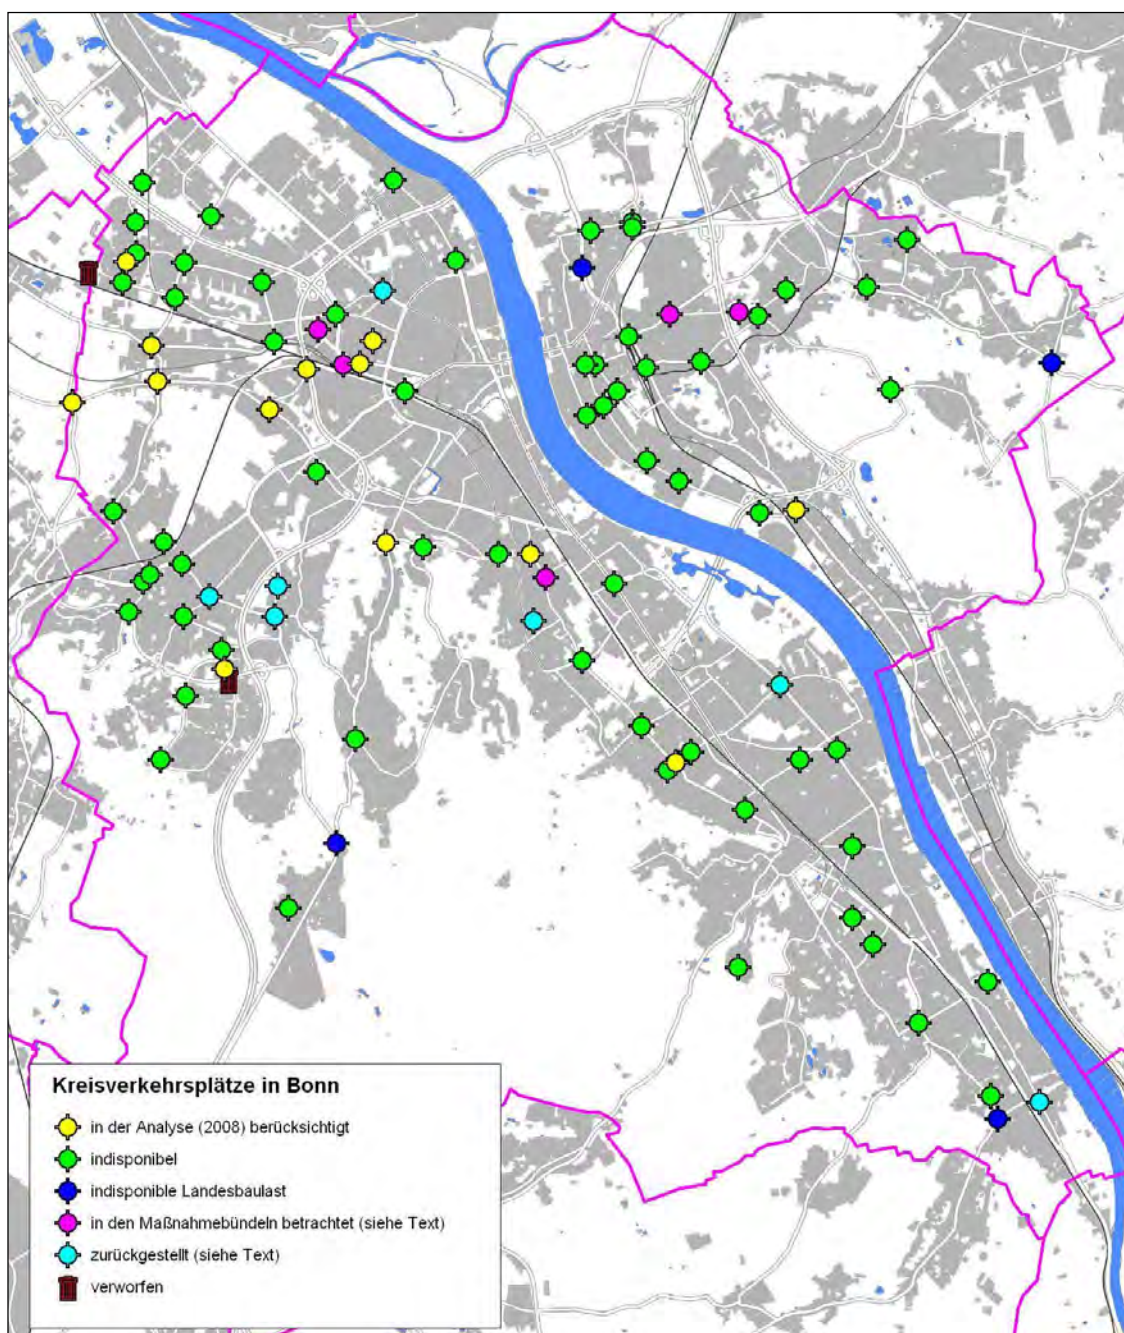 Kreisverkehrsplätze in Bonn
in der Analyse (2008) berücksichtigt
indisponibel
indisponible Landesbaulast
in den Maßnahmebündeln betrachtet (siehe Text)
zurückgestellt (siehe Text)
verworfen